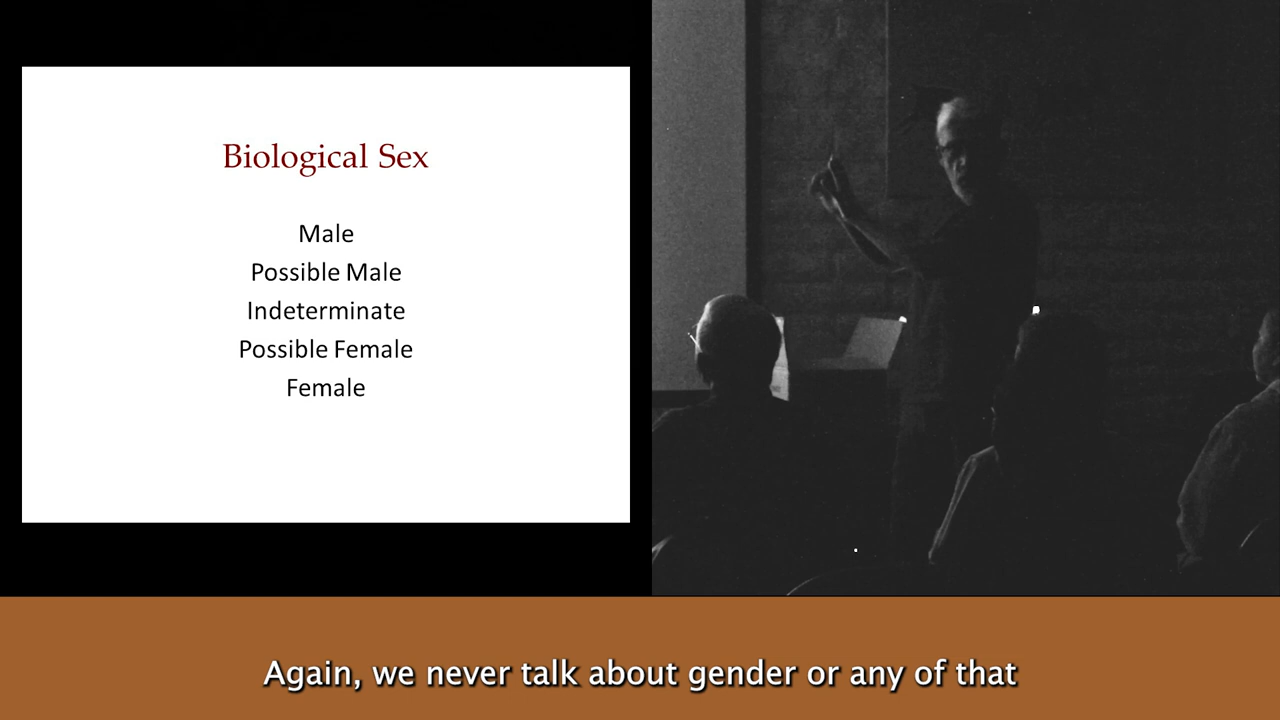 Biological Sex
Male
Possible Male
Indeterminate
Possible Female
Female
Again, we never talk about gender or any of that